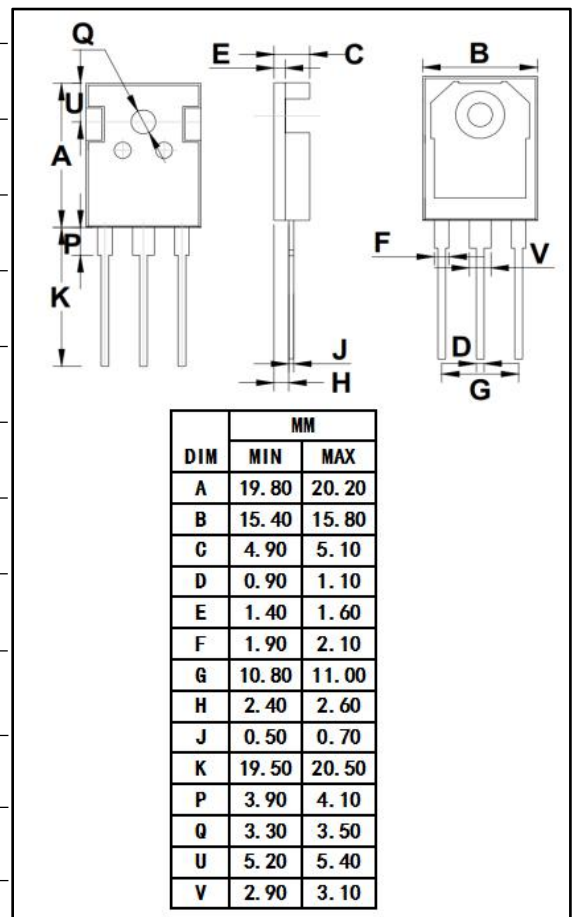 Q
E
C
B
U
A
P
K
F
V
J
H
D
G
MM
DIM MIN MAX
A 19.80 20.20
B 15.40 15.80
C 4.90 5.10
D 0.90 1.10
E 1.40 1.60
F 1.90 2.10
G 10.80 11.00
H 2.40 2.60
J 0.50 0.70
K 19.50 20.50
P 3.90 4.10
Q 3.30 3.50
U 5.20 5.40
V 2.90 3.10